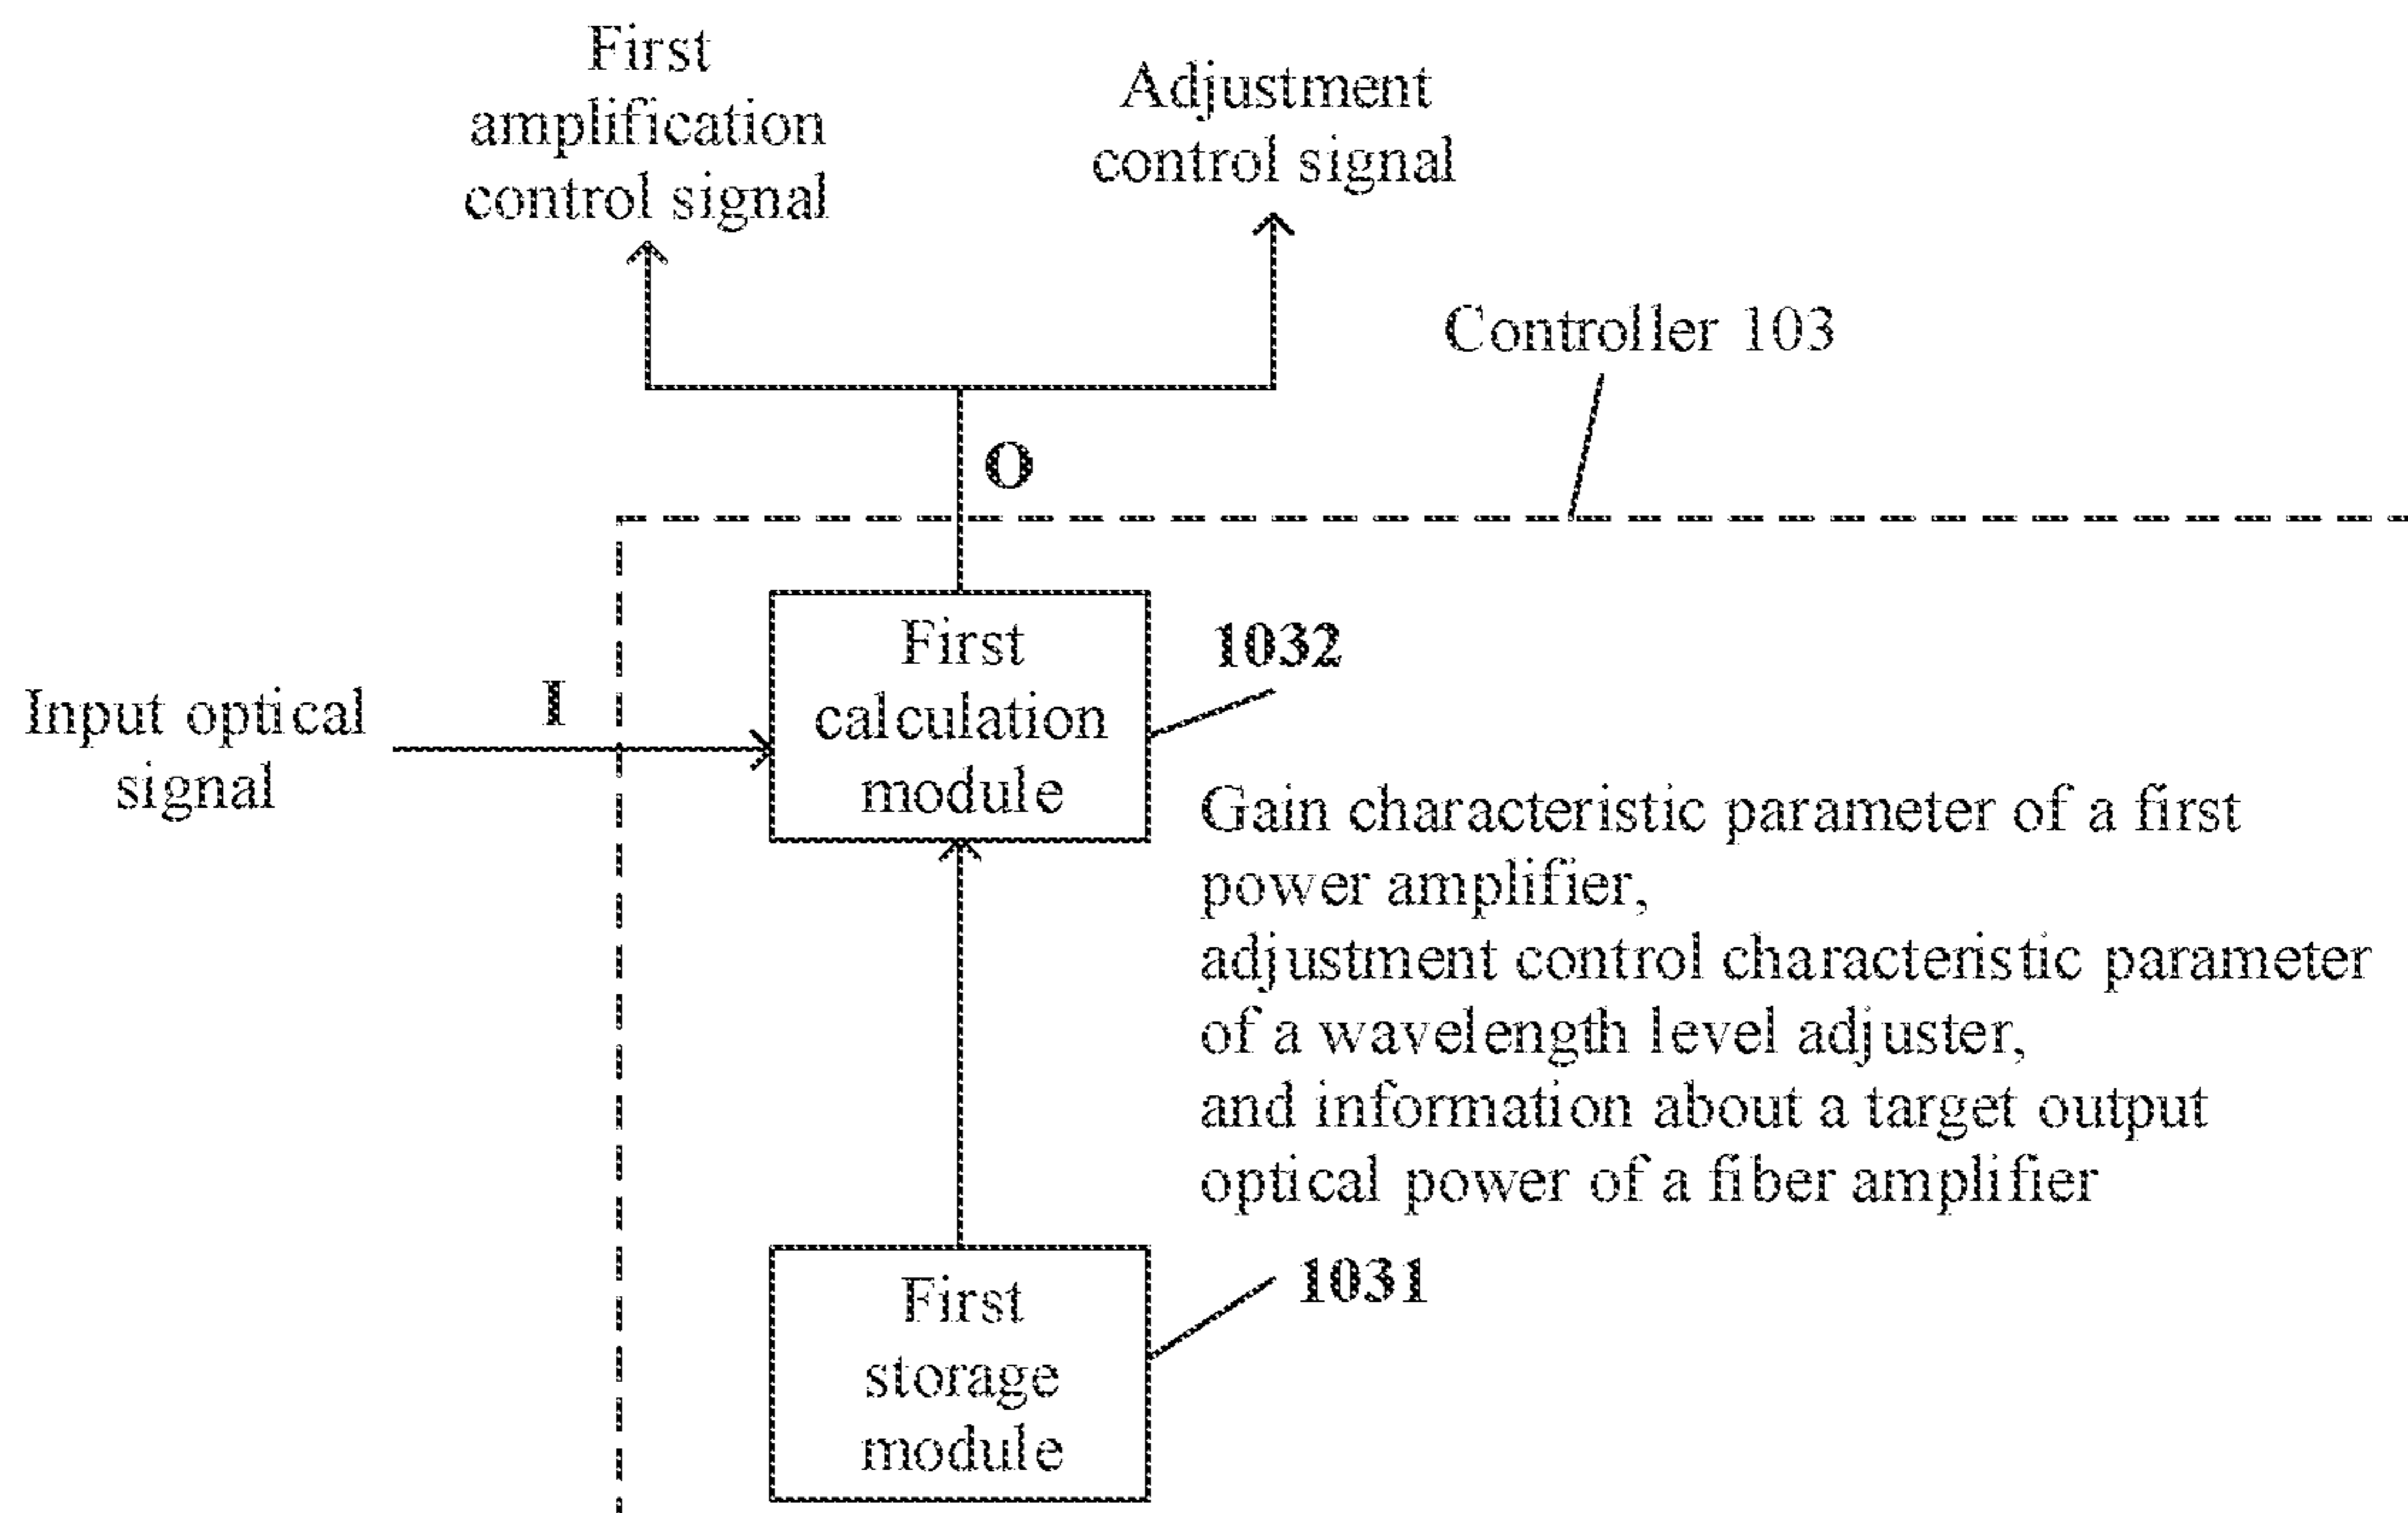 First
amplification
control signal
Adjustment
control signal
Controller 103
O
First
calculation
module
1032
I
Input optical
signal
Gain characteristic parameter of a first
power amplifier,
adjustment control characteristic parameter
of a wavelength level adjuster,
and information about a target output
optical power of a fiber amplifier
First
storage
module
1031